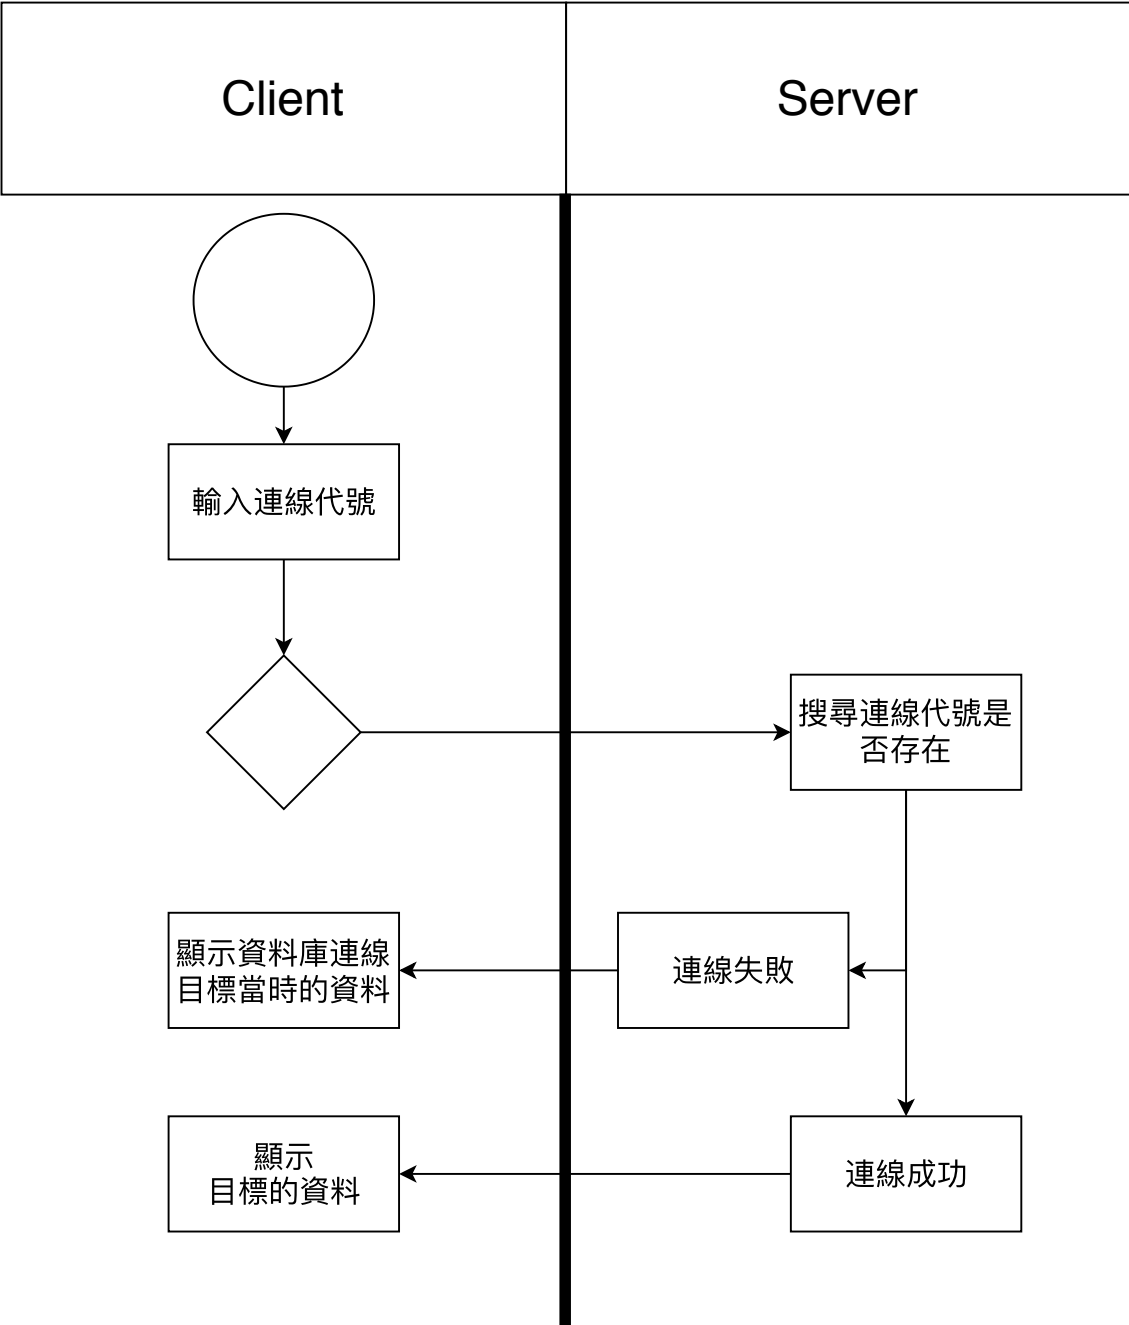 Client
Server
輸入連線代號
搜尋連線代號是
否存在
顯示資料庫連線
目標當時的資料
連線失敗
顯示
目標的資料
連線成功